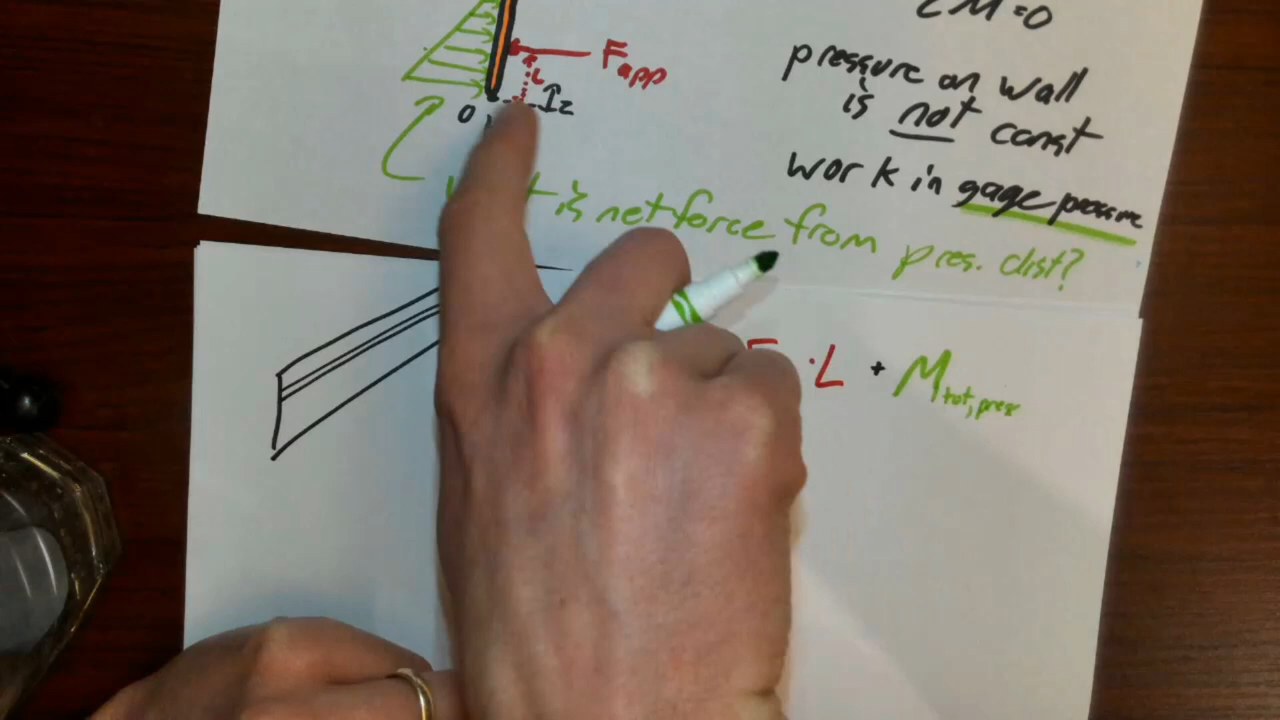 ΣM=0
pressure on wall
is not const
work in gage pressure
Fapp
L
z
O
is net force from pres. dist?
·L + Mtot,pres